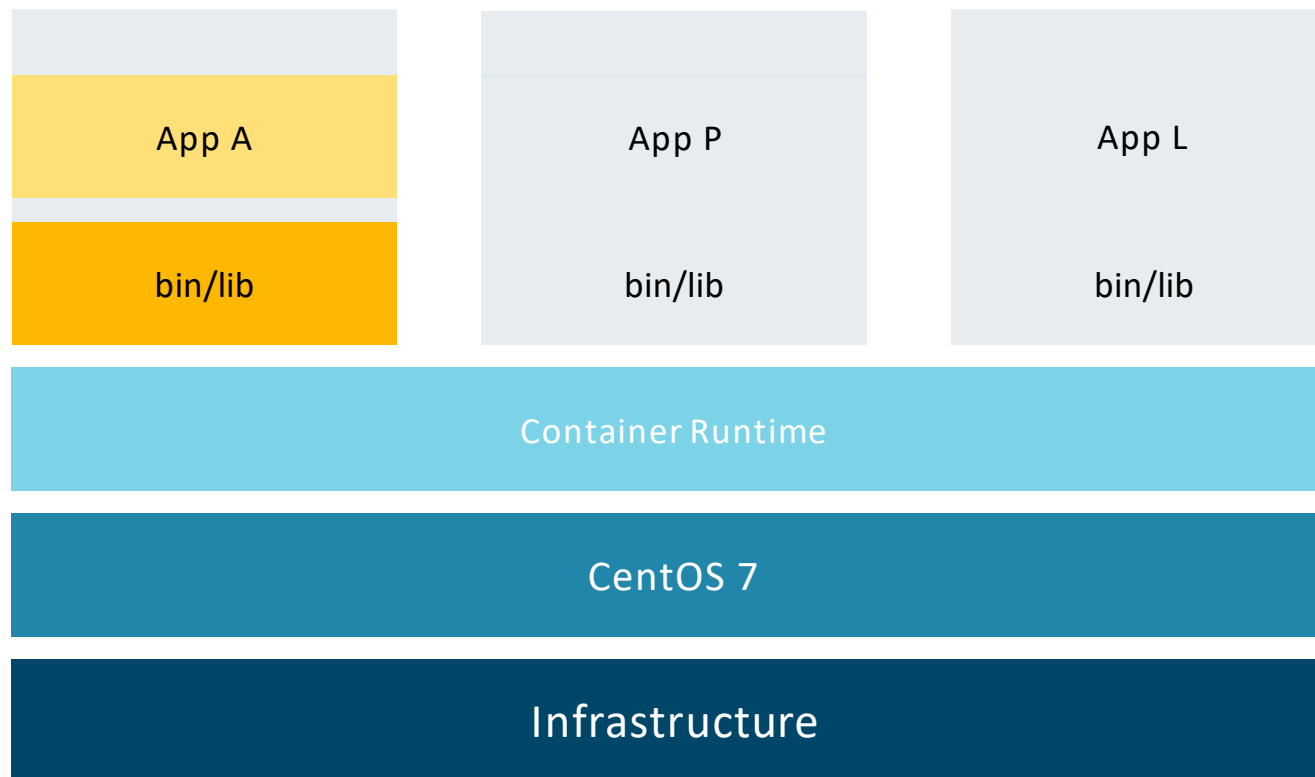 App A
App P
App L
bin/lib
bin/lib
bin/lib
Container Runtime
CentOS 7
Infrastructure